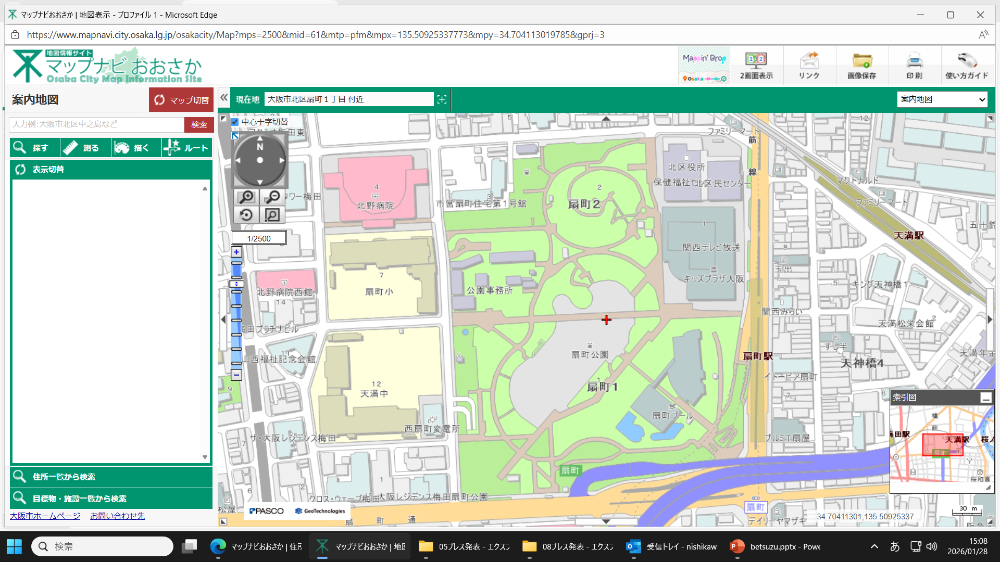 マップナビおおさか | 地図表示 - プロファイル 1 - Microsoft Edge
https://www.mapnavi.city.osaka.lg.jp/osakacity/Map?mps=2500&mid=61&mtp=pfm&mpx=135.50925337773&mpy=34.704113019785&gprj=3
地図情報サイト
マップナビ おおさか
Osaka City Map Information Site
Mappin' Drop
Osaka
2画面表示
リンク
画像保存
印刷
使い方ガイド
案内地図
マップ切替
現在地
大阪市北区扇町１丁目 付近
案内地図
入力例:大阪市北区中之島など
検索
探す
測る
描く
ルート
表示切替
住所一覧から検索
目標物・施設一覧から検索
大阪市ホームページ
お問い合わせ先
中心十字切替
N
1/2500
5
12
ファミリーマート
筋
線
9
北区役所
保健福祉セ
北区民センター
マクドナルド
ファミリーマート
五十鈴
天満駅
4
北野病院
タワー梅田
3
市営扇町住宅第１号館
2
扇町2
1
関西テレビ放送
キッズプラザ大阪
8
玉出
5
キング天神橋１
7
扇町小
北野病院西館
14
公園事務所
関西みらい
2
天満松栄会館
梅田プラチナビル
すし半
扇町公園
扇町駅
天神橋4
天満年金
11
山西福祉記念会館
12
天満中
1
扇町1
イトーピア扇町
7
6
1
9
索引図
橋
筋
梅田駅
天満駅
桜ノ
扇町
桜和高
扇町プール
西扇町変電所
ザ・大阪レジデンス梅田
7
プルミエ扇屋
扇町
6
2
1
クロス・ウェーブ梅田
大阪レジデンス梅田扇町公園
松屋
PASCO
GeoTechnologies
扇 町 通
扇町
デイリーヤマザキ
30 m
34.70411301,135.50925337
検索
マップナビおおさか | 住所
マップナビおおさか | 地図
05プレス発表 - エクスプ
08プレス発表 - エクスプ
受信トレイ - nishikaw
betsuzu.pptx - Powe
あ
15:08
2026/01/28